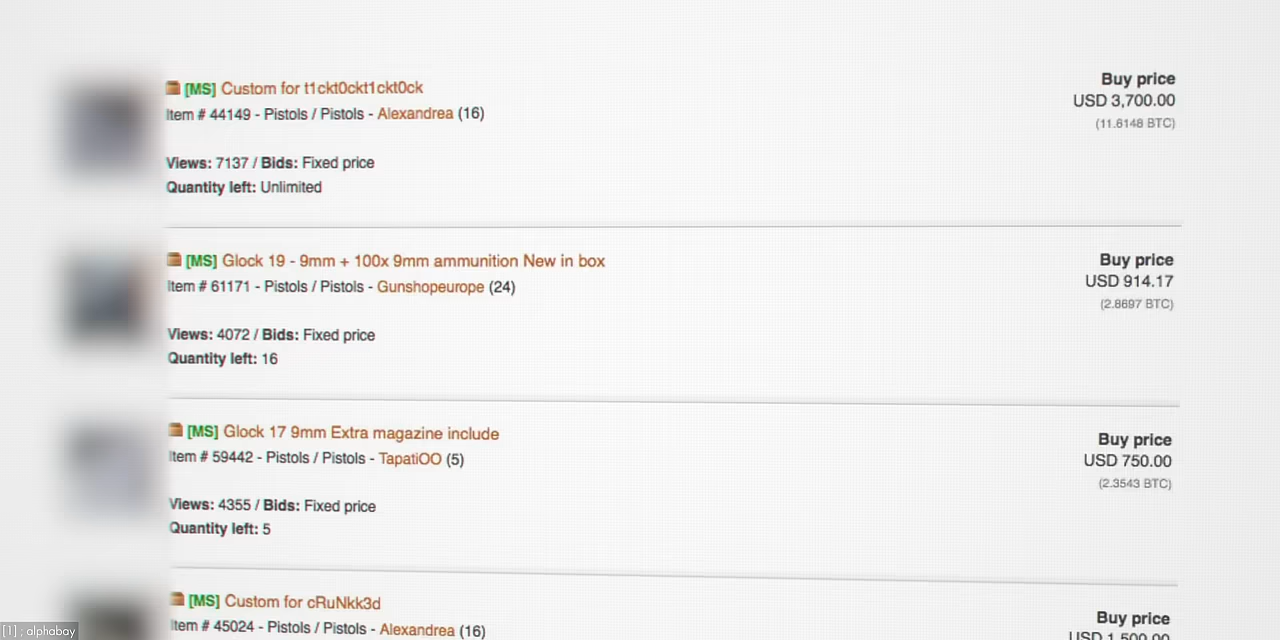 [MS] Custom for t1ckt0ckt1ckt0ck
Item # 44149 - Pistols / Pistols - Alexandrea (16)
Views: 7137 / Bids: Fixed price
Quantity left: Unlimited
Buy price
USD 3,700.00
(11.6148 BTC)
[MS] Glock 19 - 9mm + 100x 9mm ammunition New in box
Item # 61171 - Pistols / Pistols - Gunshopeurope (24)
Views: 4072 / Bids: Fixed price
Quantity left: 16
Buy price
USD 914.17
(2.8697 BTC)
[MS] Glock 17 9mm Extra magazine include
Item # 59442 - Pistols / Pistols - TapatiOO (5)
Views: 4355 / Bids: Fixed price
Quantity left: 5
Buy price
USD 750.00
(2.3543 BTC)
[MS] Custom for cRuNkk3d
Item # 45024 - Pistols / Pistols - Alexandrea (16)
Buy price
USD 1,500.00
[1] , alphabay